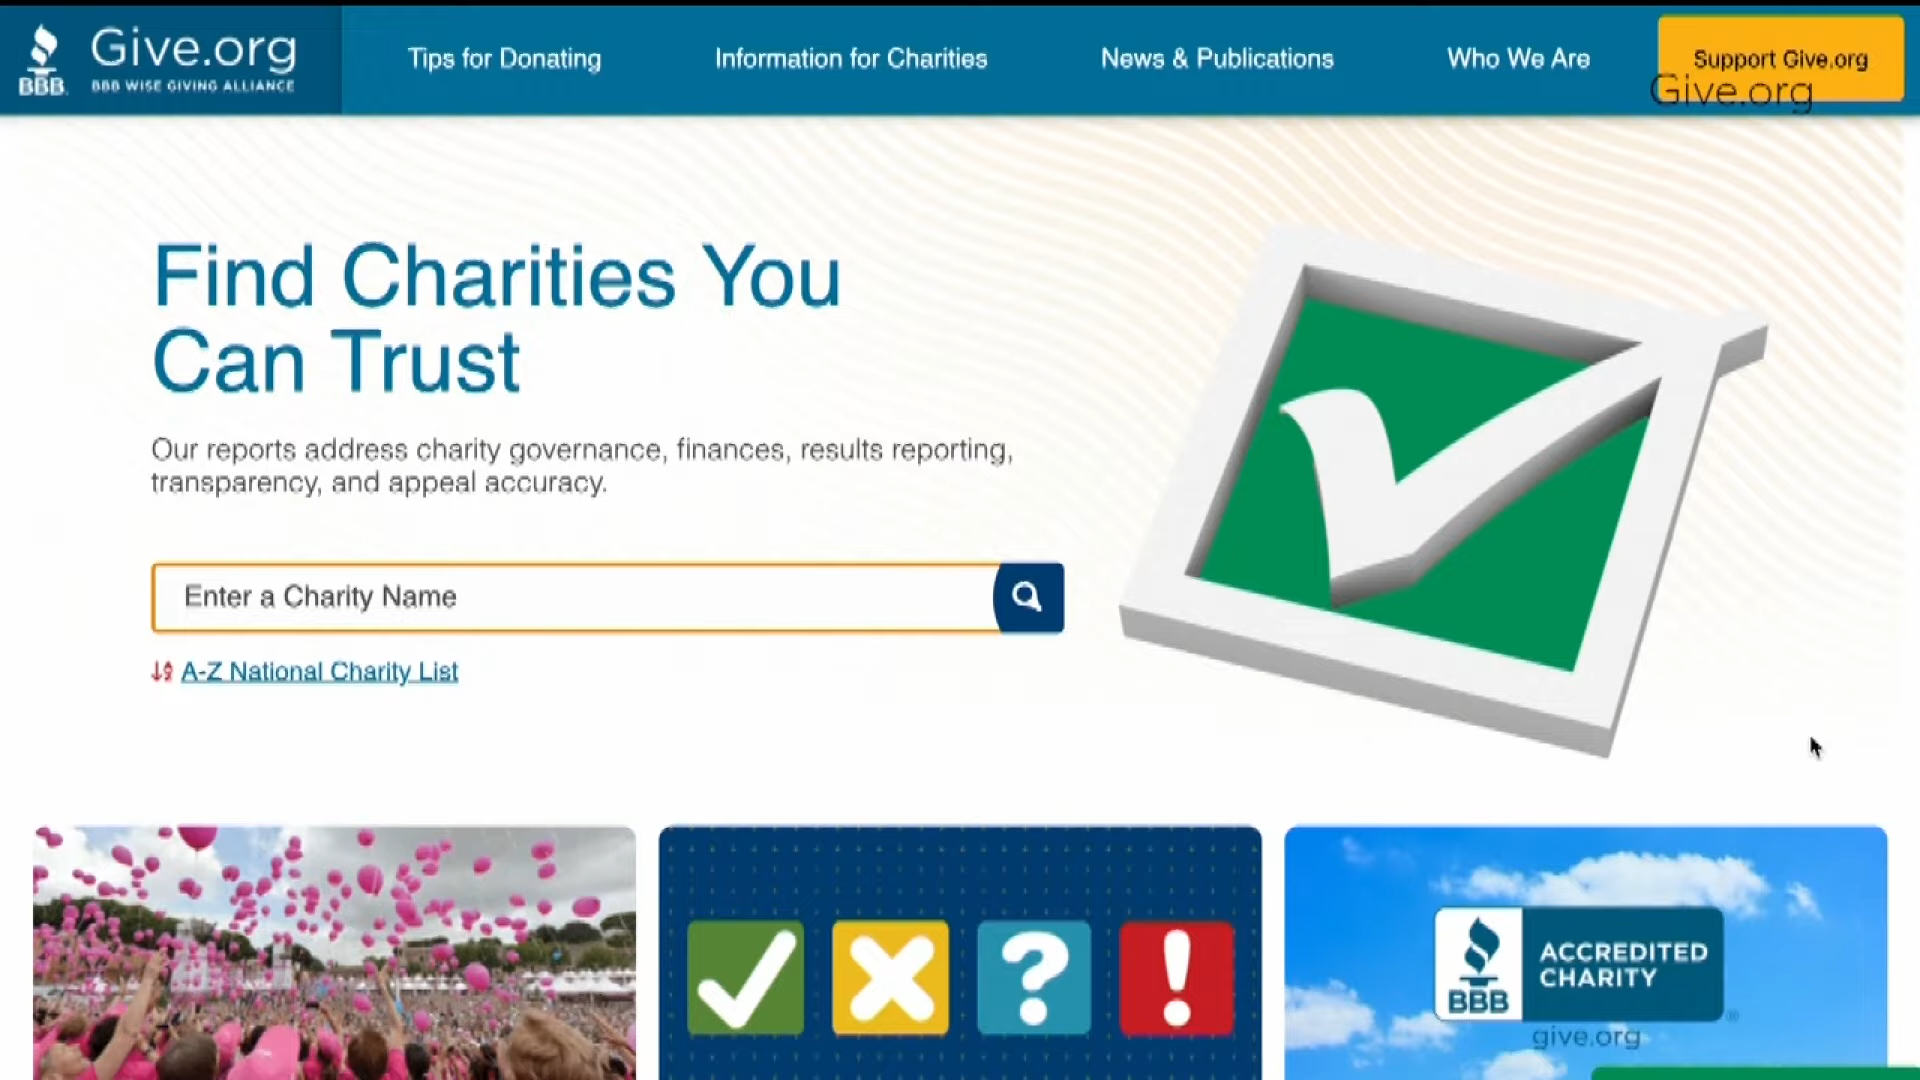 Give.org
BBB.
BBB WISE GIVING ALLIANCE
Tips for Donating
Information for Charities
News & Publications
Who We Are
Support Give.org
Give.org
Find Charities You
Can Trust
Our reports address charity governance, finances, results reporting,
transparency, and appeal accuracy.
Enter a Charity Name
A-Z National Charity List
BBB
ACCREDITED
CHARITY
give.org